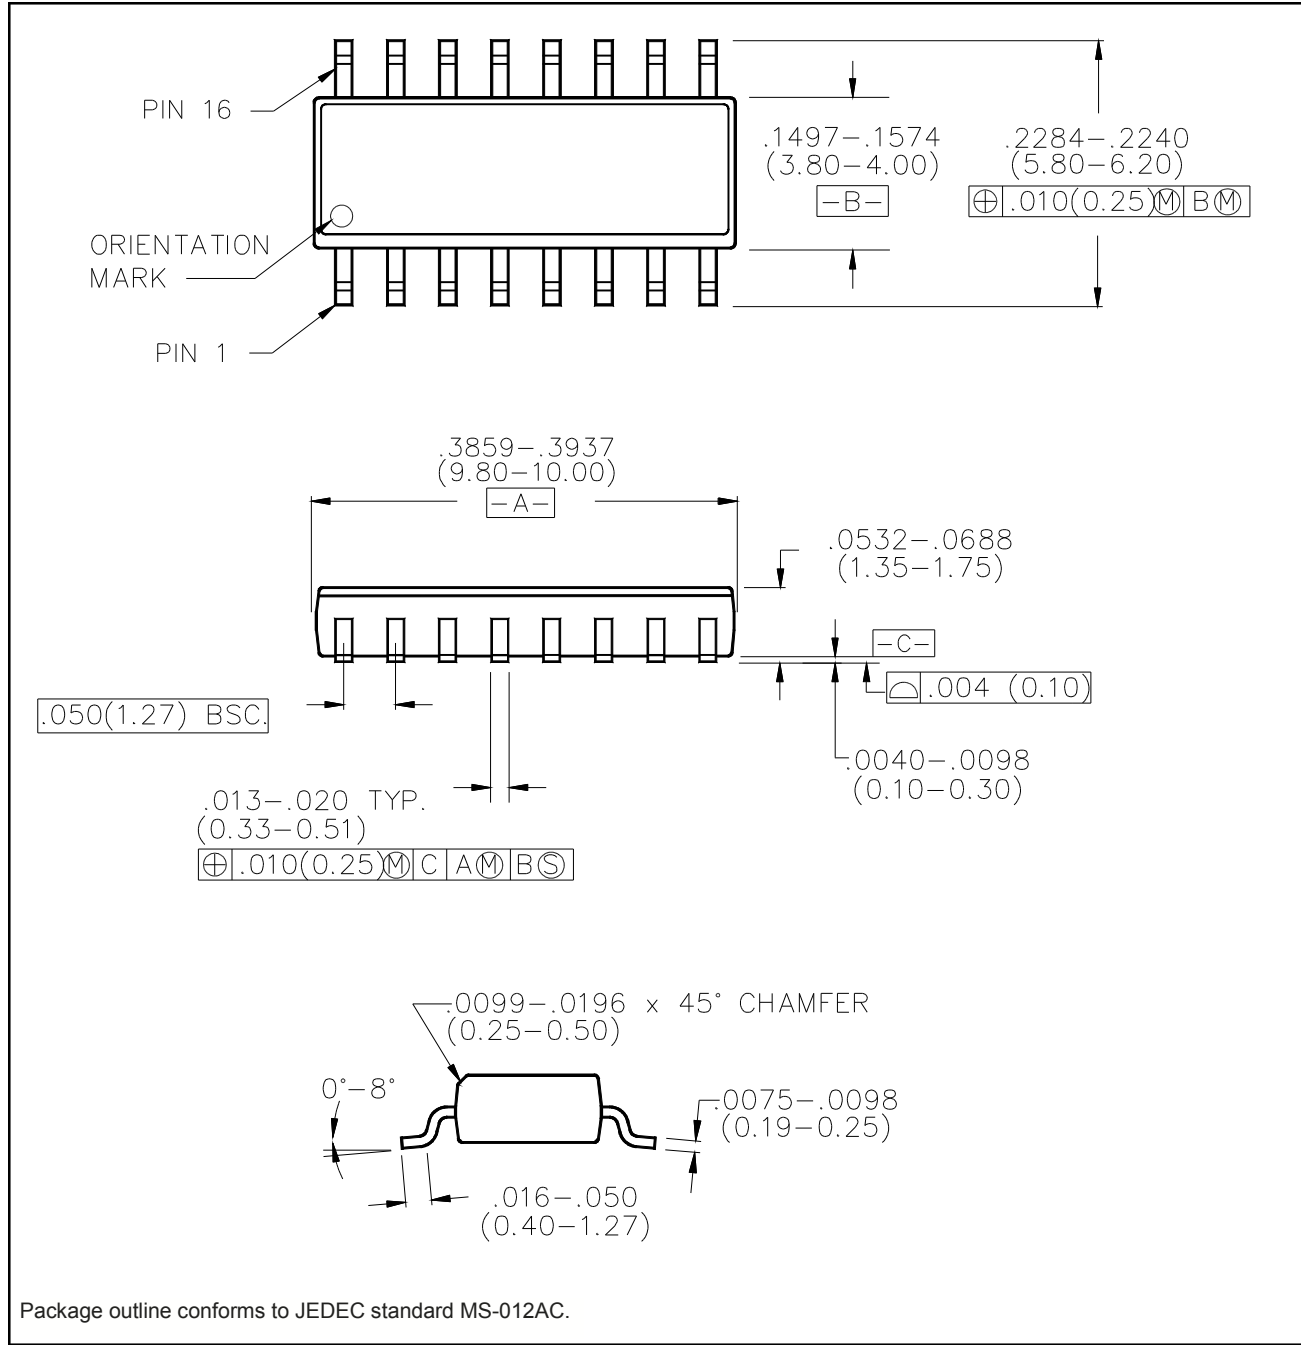 PIN 16
.1497-.1574
(3.80-4.00)
-B-
.2284-.2240
(5.80-6.20)
⌖ .010(0.25)Ⓜ BⓂ
ORIENTATION
MARK
PIN 1
.3859-.3937
(9.80-10.00)
-A-
.0532-.0688
(1.35-1.75)
-C-
⌓ .004 (0.10)
.050(1.27) BSC.
.0040-.0098
(0.10-0.30)
.013-.020 TYP.
(0.33-0.51)
⌖ .010(0.25)Ⓜ C AⓂ BⓈ
.0099-.0196 x 45° CHAMFER
(0.25-0.50)
0°-8°
.0075-.0098
(0.19-0.25)
.016-.050
(0.40-1.27)
Package outline conforms to JEDEC standard MS-012AC.